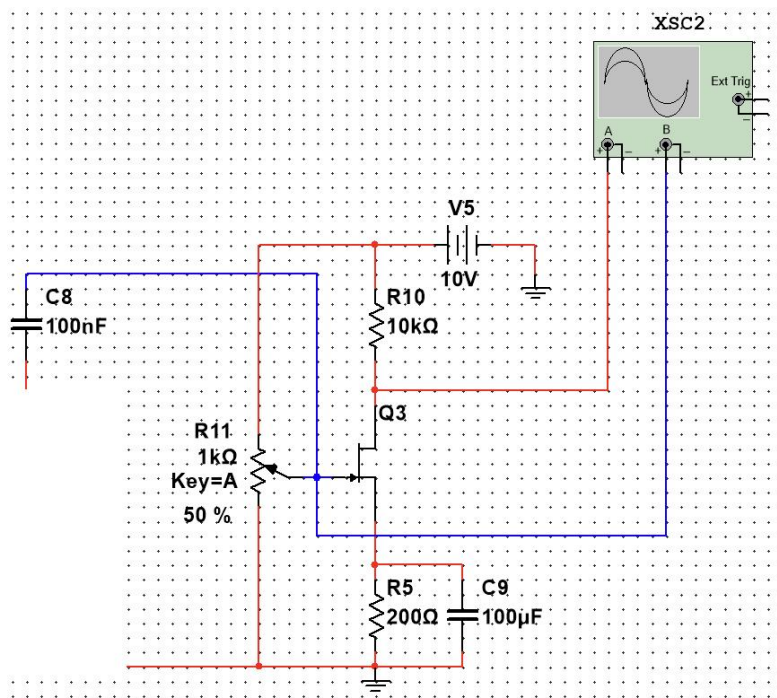 XSC2
Ext Trig
+
−
A
B
+ −
+ −
V5
10V
C8
100nF
R10
10kΩ
Q3
R11
1kΩ
Key=A
50 %
R5
200Ω
C9
100µF